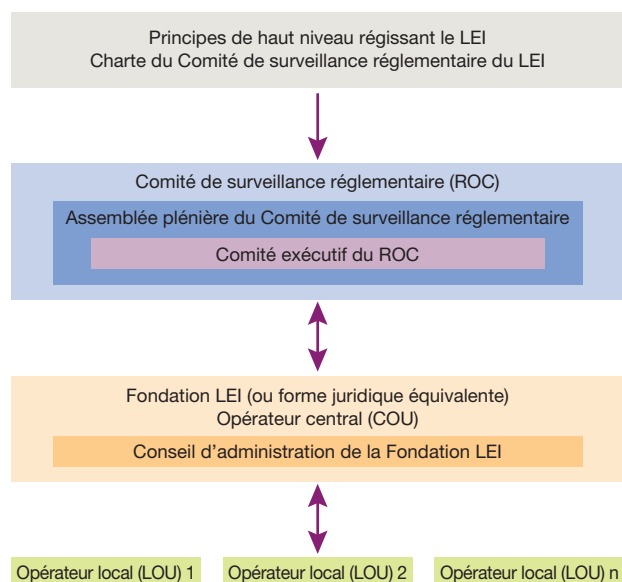 Principes de haut niveau régissant le LEI
Charte du Comité de surveillance réglementaire du LEI
Comité de surveillance réglementaire (ROC)
Assemblée plénière du Comité de surveillance réglementaire
Comité exécutif du ROC
Fondation LEI (ou forme juridique équivalente)
Opérateur central (COU)
Conseil d’administration de la Fondation LEI
Opérateur local (LOU) 1
Opérateur local (LOU) 2
Opérateur local (LOU) n